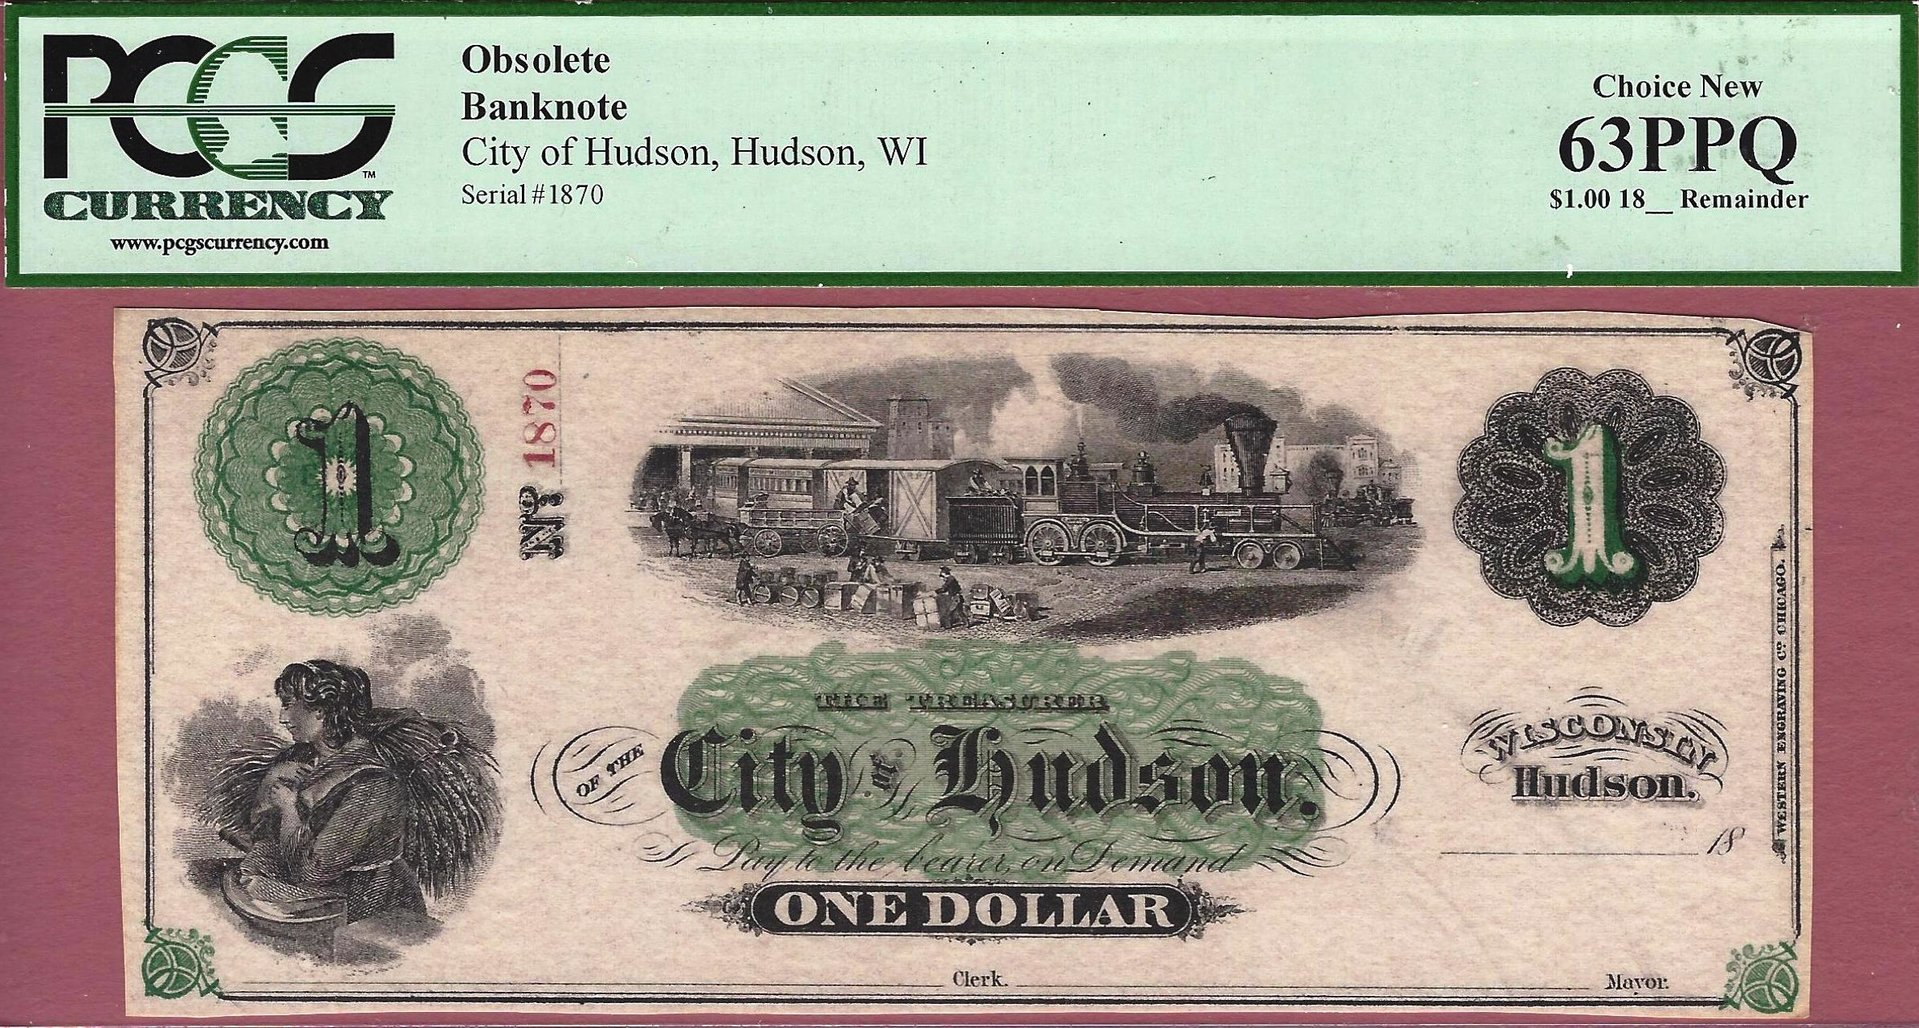 PCGS
TM
CURRENCY
www.pcgscurrency.com
Obsolete
Banknote
City of Hudson, Hudson, WI
Serial #1870
Choice New
63PPQ
$1.00 18__ Remainder
1
Nº 1870
1
WESTERN ENGRAVING Cº CHICAGO.
THE TREASURER
OF THE City of Hudson.
Pay to the bearer, on Demand
ONE DOLLAR
WISCONSIN
Hudson.
18
Clerk.
Mayor.